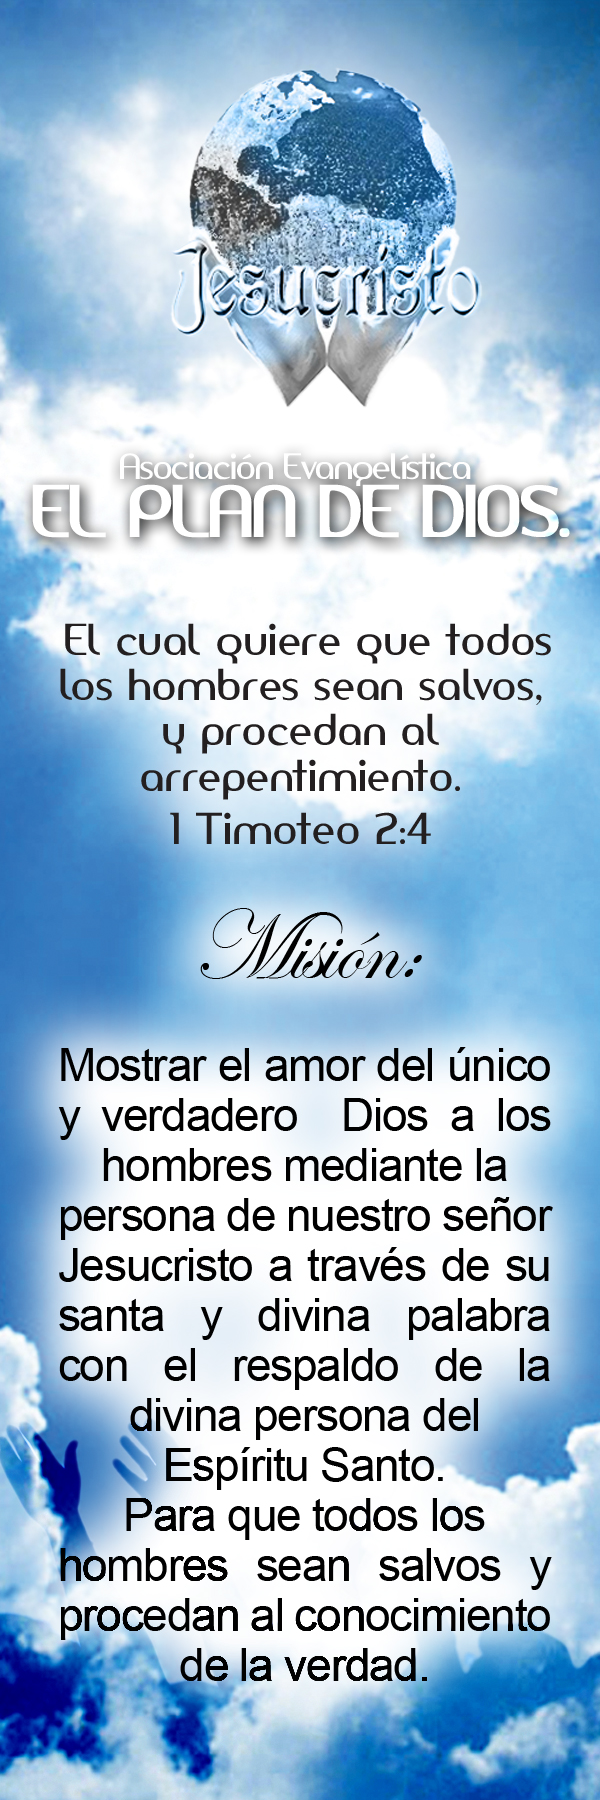 Jesucristo
Asociación Evangelística
EL PLAN DE DIOS.
El cual quiere que todos
los hombres sean salvos,
y procedan al
arrepentimiento.
1 Timoteo 2:4
Misión:
Mostrar el amor del único
y verdadero Dios a los
hombres mediante la
persona de nuestro señor
Jesucristo a través de su
santa y divina palabra
con el respaldo de la
divina persona del
Espíritu Santo.
Para que todos los
hombres sean salvos y
procedan al conocimiento
de la verdad.